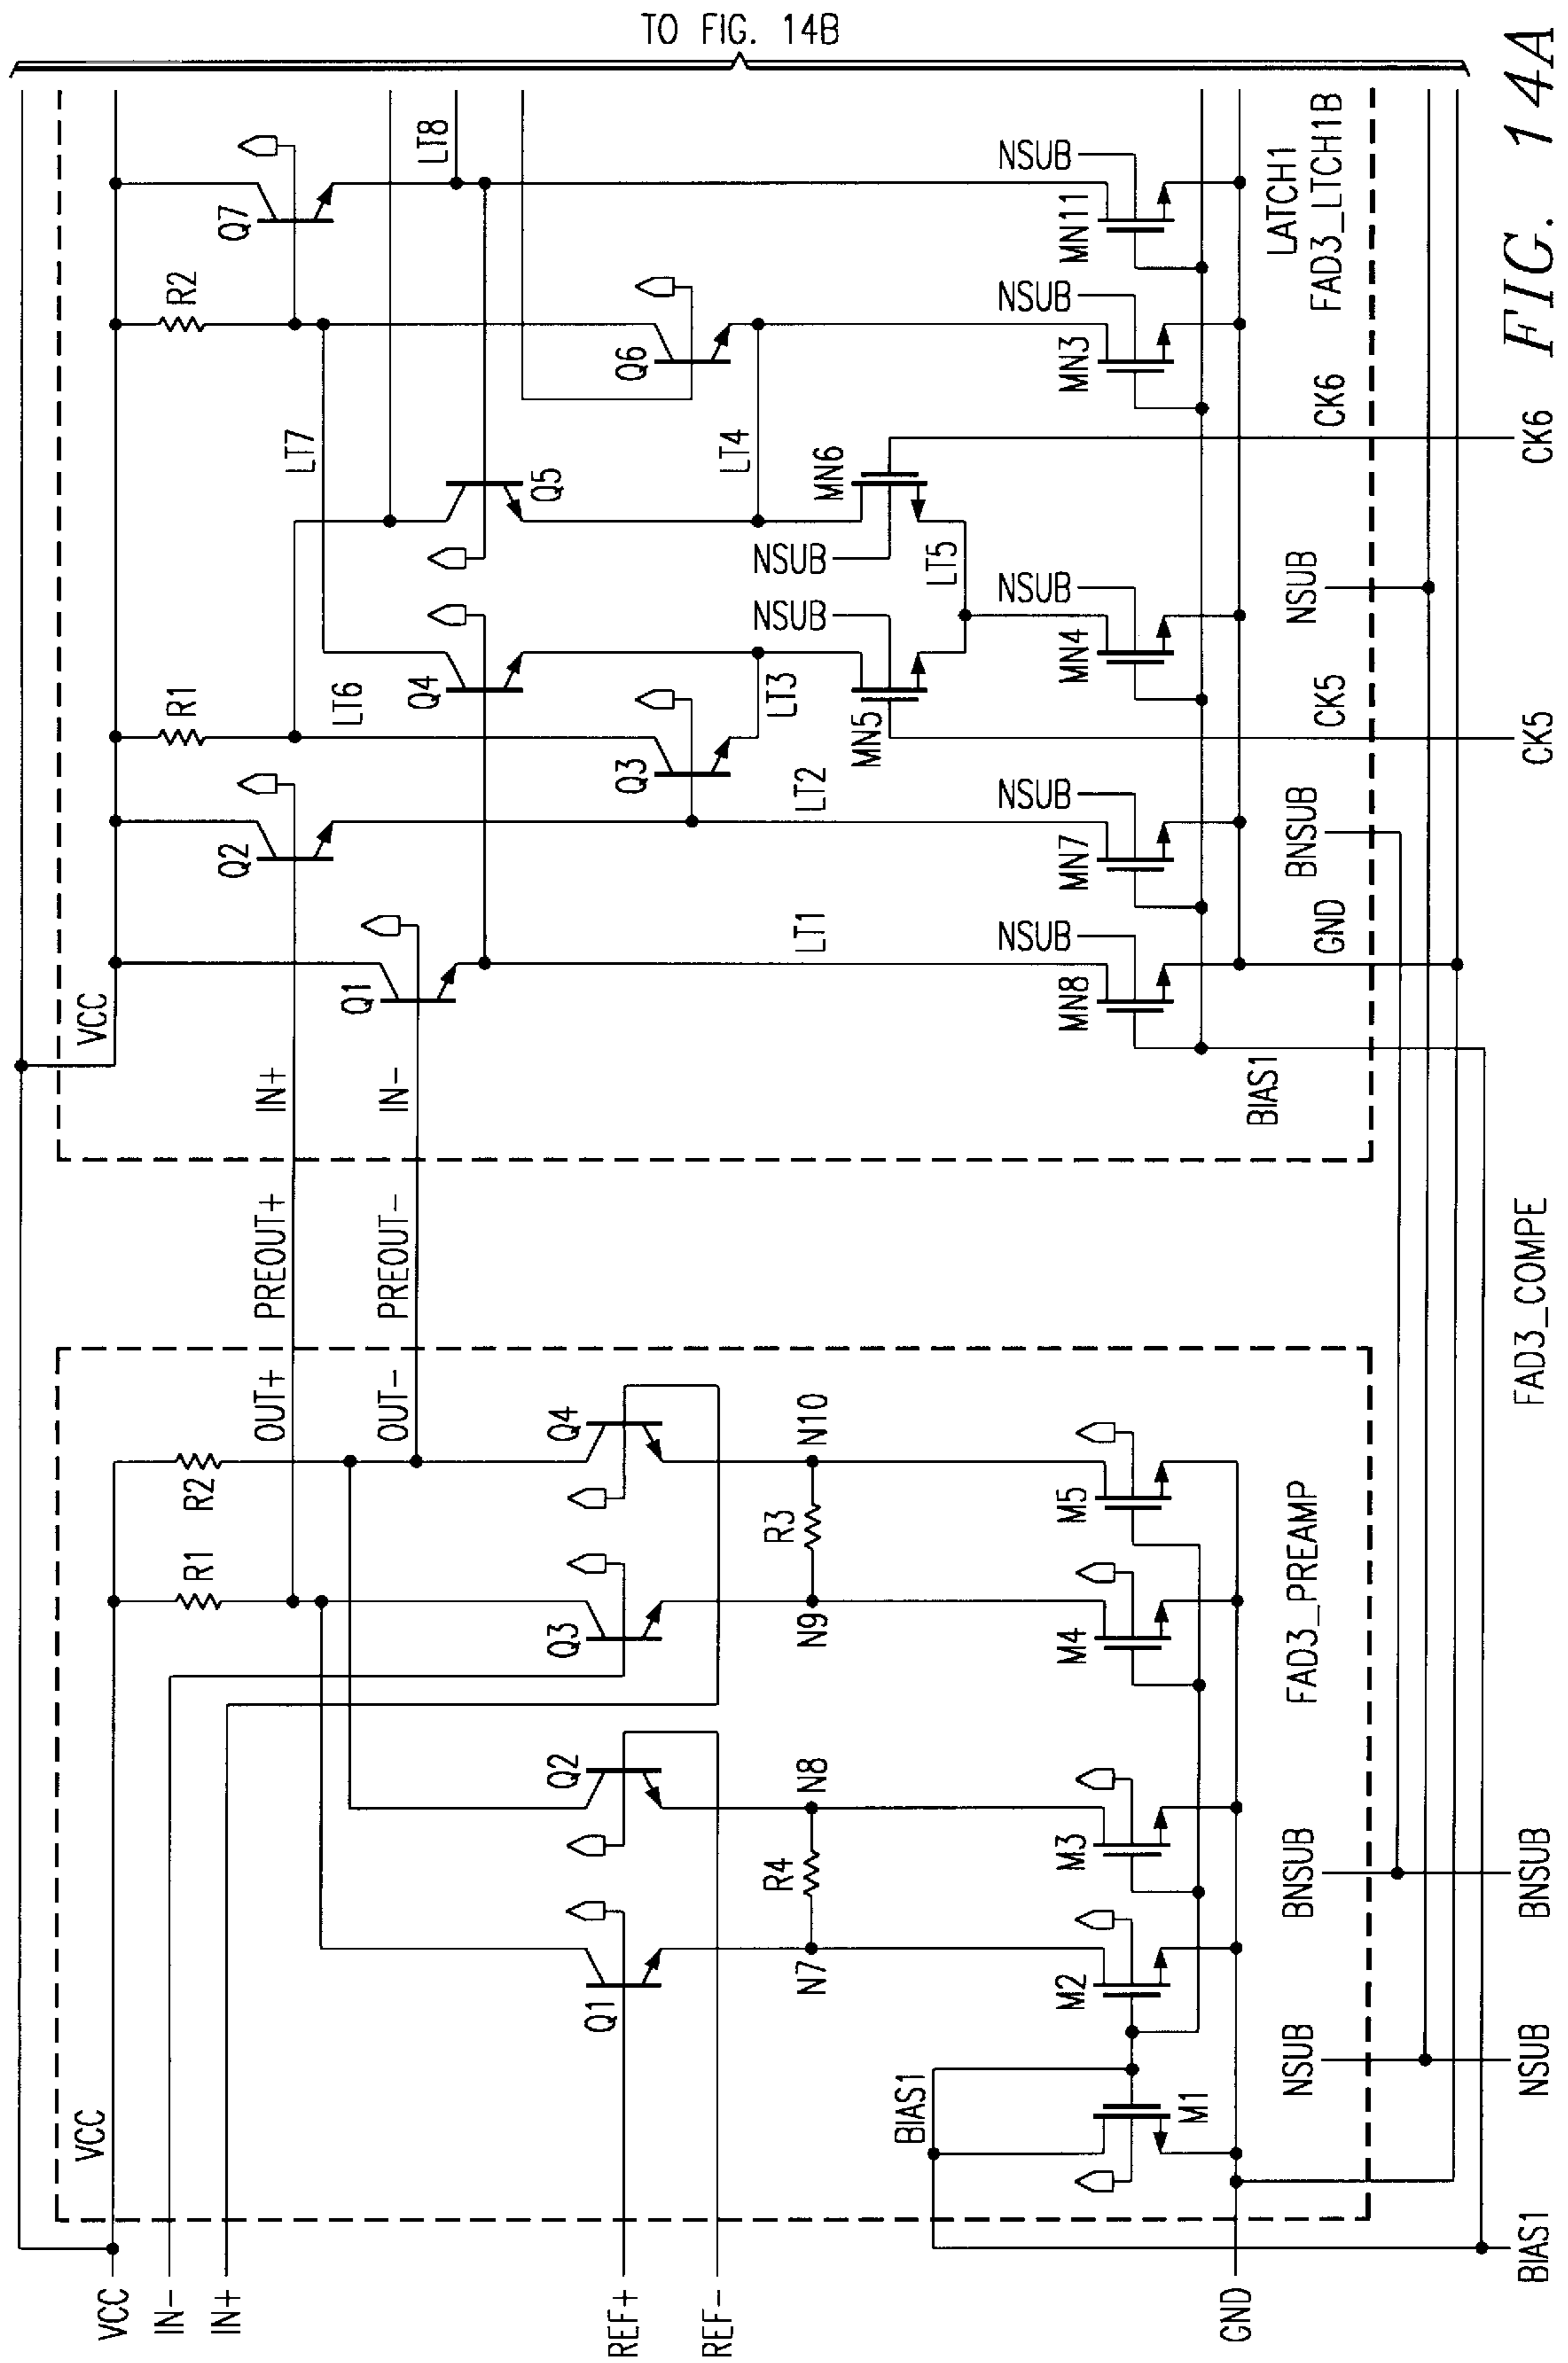 TO FIG. 14B
VCC
IN-
IN+
REF+
REF-
GND
VCC
R1
R2
OUT+
OUT-
Q1
Q2
Q3
Q4
N7
R4
N8
N9
R3
N10
BIAS1
M1
M2
M3
M4
M5
FAD3_PREAMP
NSUB
BNSUB
BIAS1
NSUB
BNSUB
PREOUT+
PREOUT-
FAD3_COMPE
IN+
IN-
VCC
Q1
Q2
R1
LT6
LT7
R2
Q7
Q3
Q4
Q5
Q6
LT8
LT1
LT2
LT3
LT4
MN5
NSUB
NSUB
MN6
LT5
MN8
NSUB
MN7
NSUB
MN4
NSUB
MN3
NSUB
MN11
NSUB
BIAS1
GND
BNSUB
CK5
NSUB
CK6
LATCH1
FAD3_LTCH1B
CK5
CK6
FIG. 14A